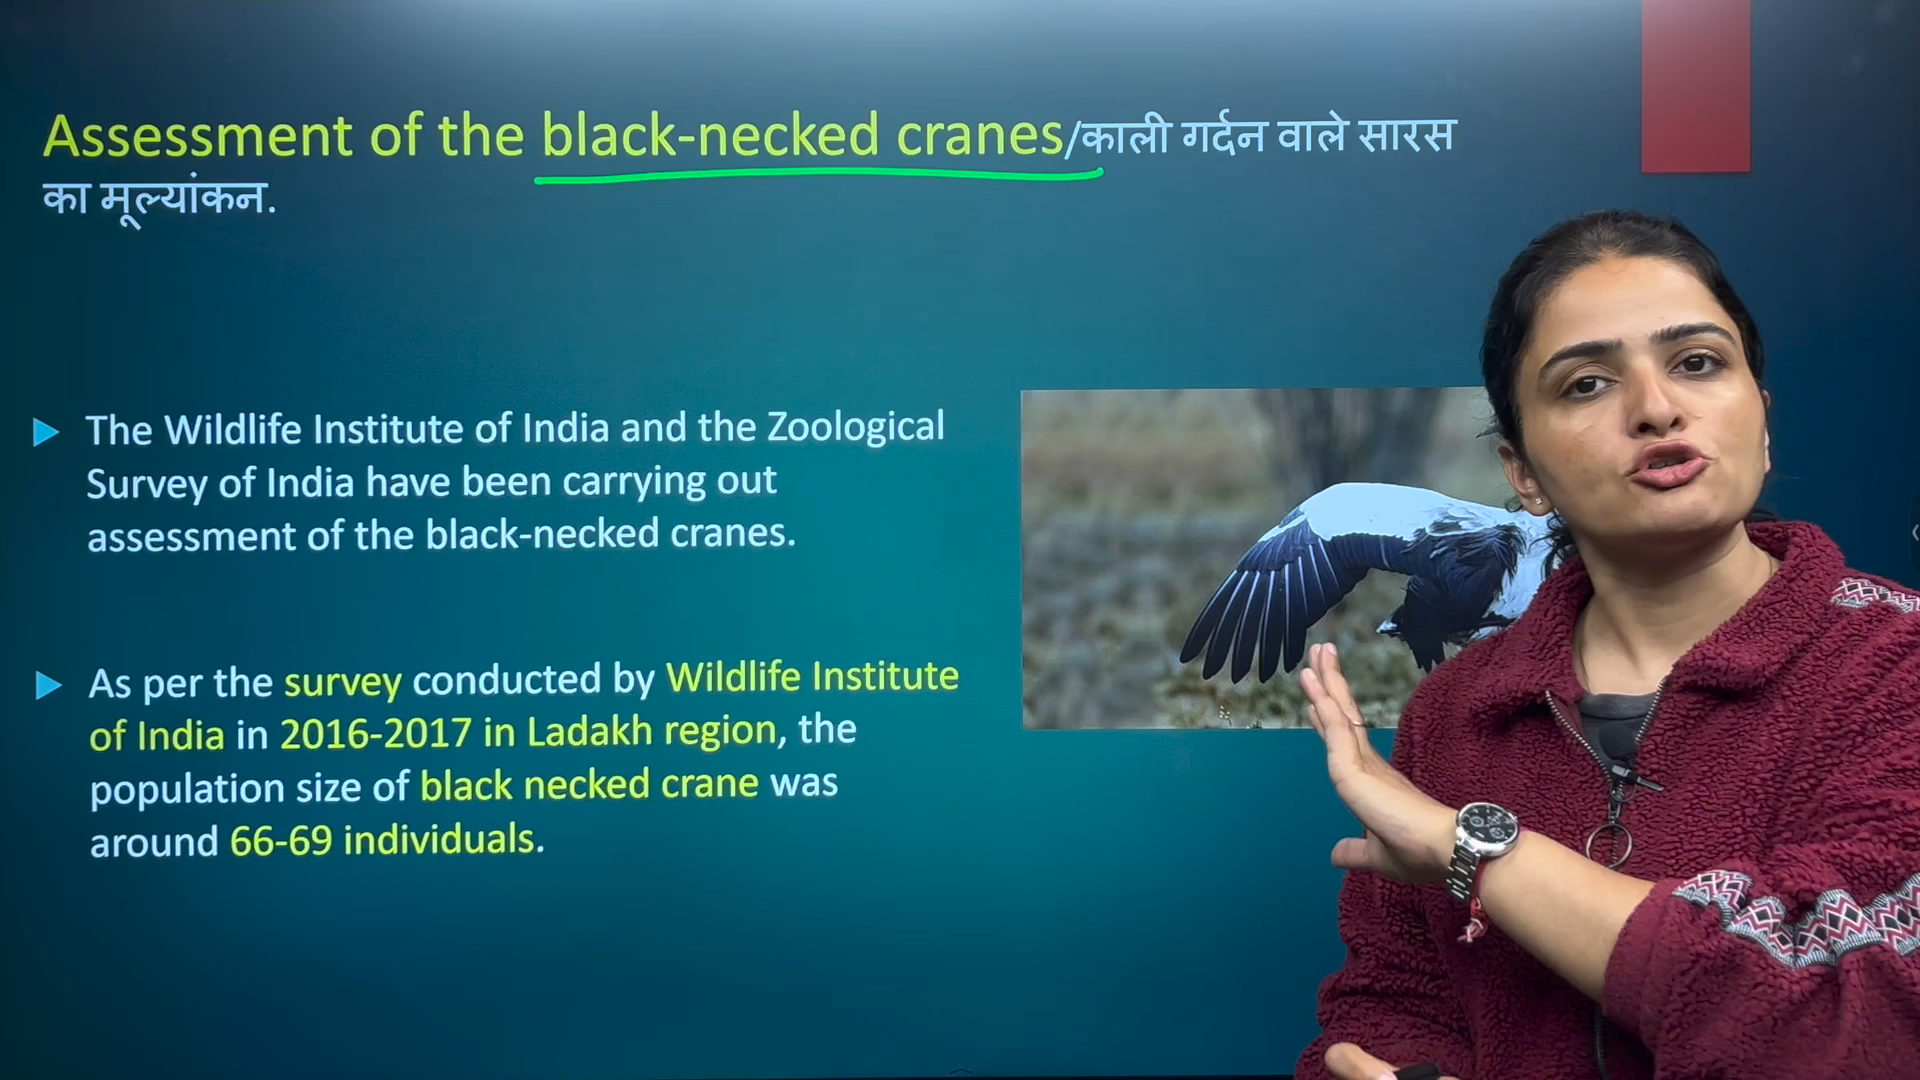 Assessment of the black-necked cranes/काली गर्दन वाले सारस
का मूल्यांकन.
The Wildlife Institute of India and the Zoological
Survey of India have been carrying out
assessment of the black-necked cranes.
As per the survey conducted by Wildlife Institute
of India in 2016-2017 in Ladakh region, the
population size of black necked crane was
around 66-69 individuals.